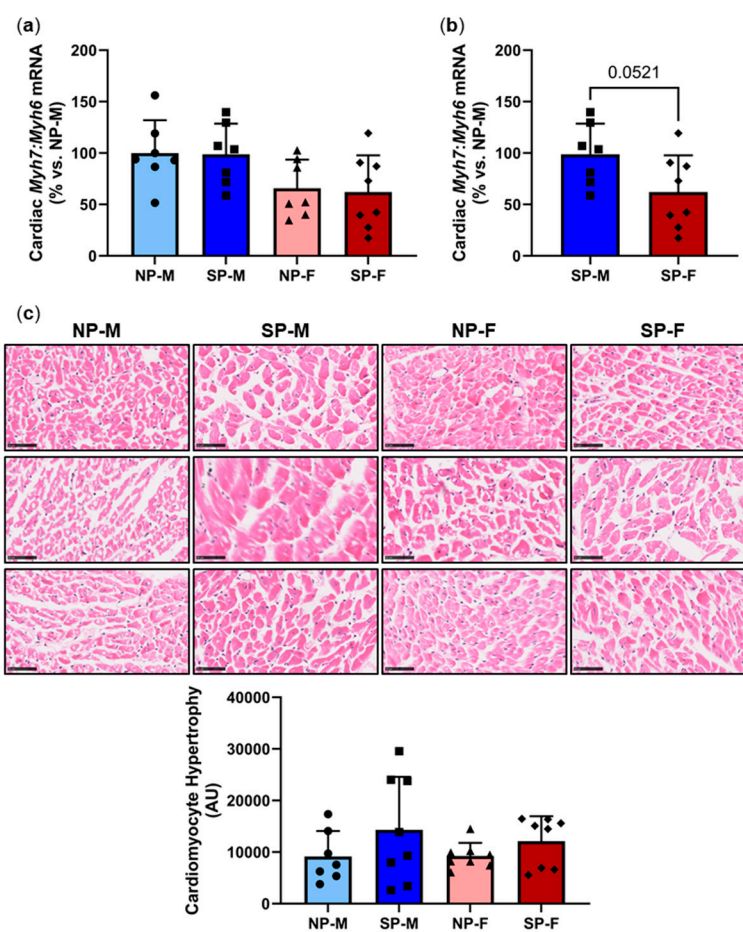 (a)
Cardiac Myh7:Myh6 mRNA
(% vs. NP-M)
200
150
100
50
0
NP-M SP-M NP-F SP-F
(b)
Cardiac Myh7:Myh6 mRNA
(% vs. NP-M)
200
150
100
50
0
0.0521
SP-M SP-F
(c)
NP-M SP-M NP-F SP-F
Cardiomyocyte Hypertrophy
(AU)
40000
30000
20000
10000
0
NP-M SP-M NP-F SP-F